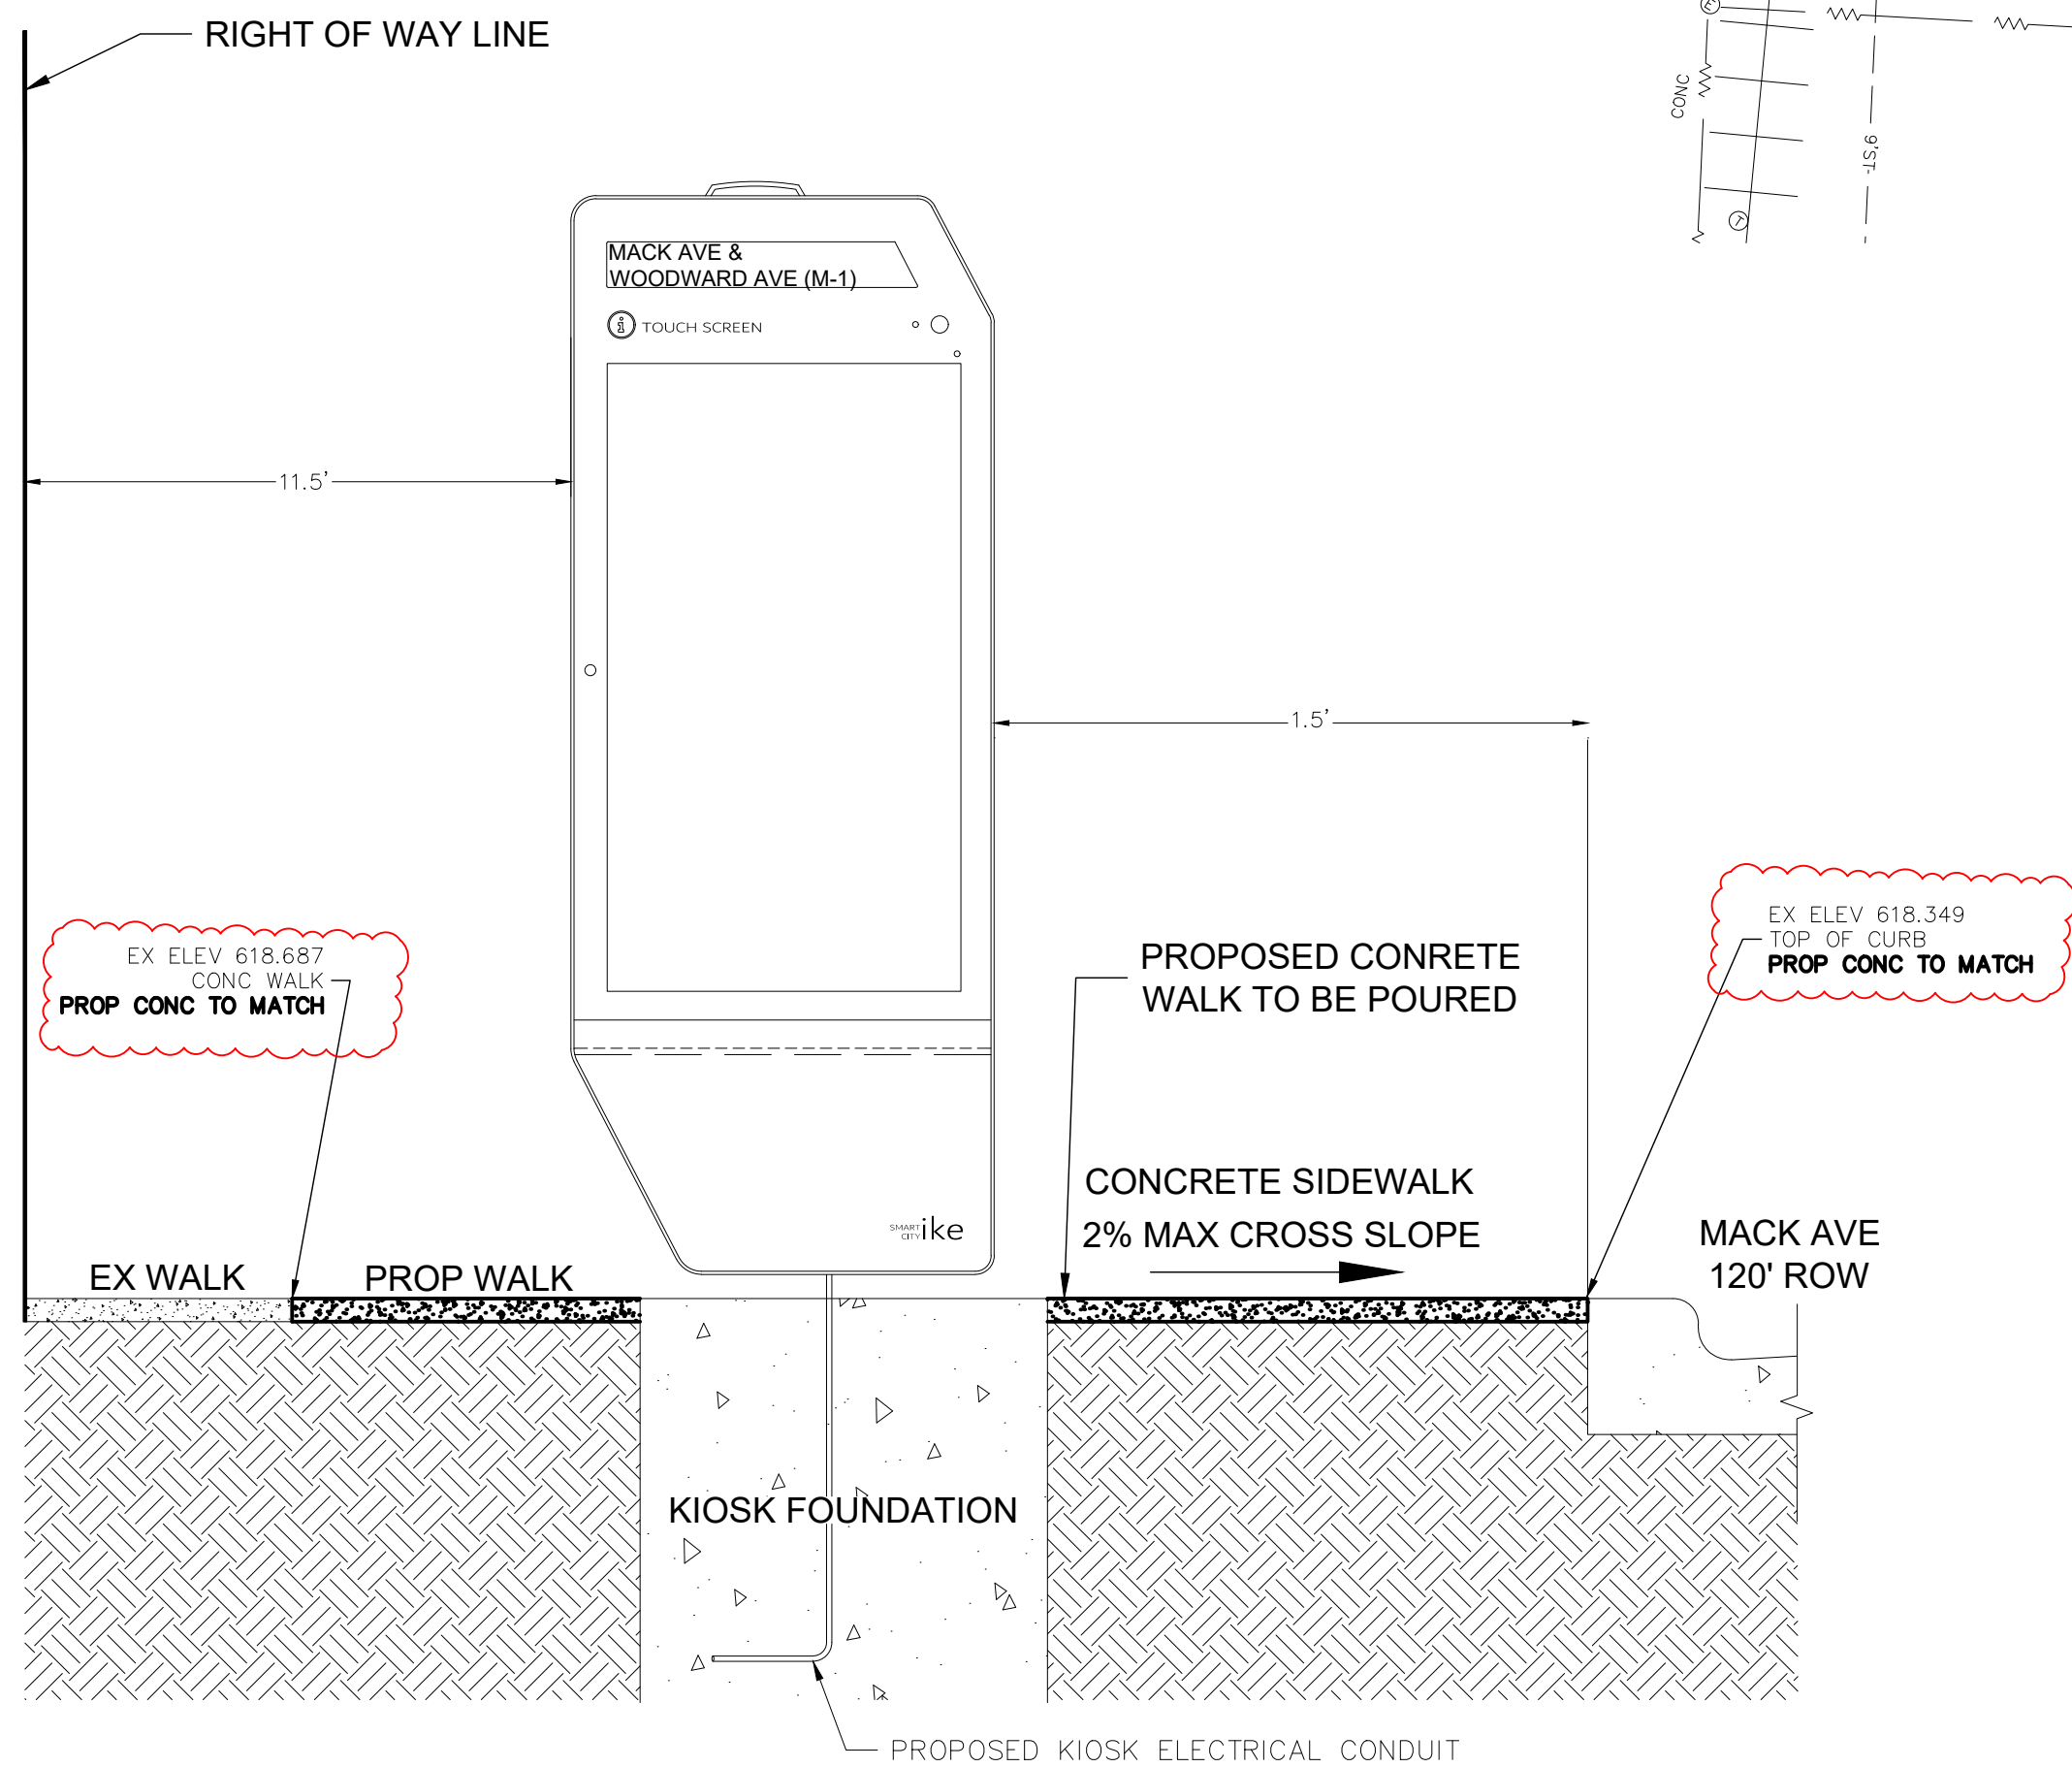 RIGHT OF WAY LINE
E
CONC
9"ST-
T
MACK AVE &
WOODWARD AVE (M-1)
i TOUCH SCREEN
11.5'
1.5'
EX ELEV 618.687
CONC WALK
PROP CONC TO MATCH
EX ELEV 618.349
TOP OF CURB
PROP CONC TO MATCH
PROPOSED CONRETE
WALK TO BE POURED
CONCRETE SIDEWALK
2% MAX CROSS SLOPE
SMART
CITY
ike
MACK AVE
120' ROW
EX WALK
PROP WALK
KIOSK FOUNDATION
PROPOSED KIOSK ELECTRICAL CONDUIT